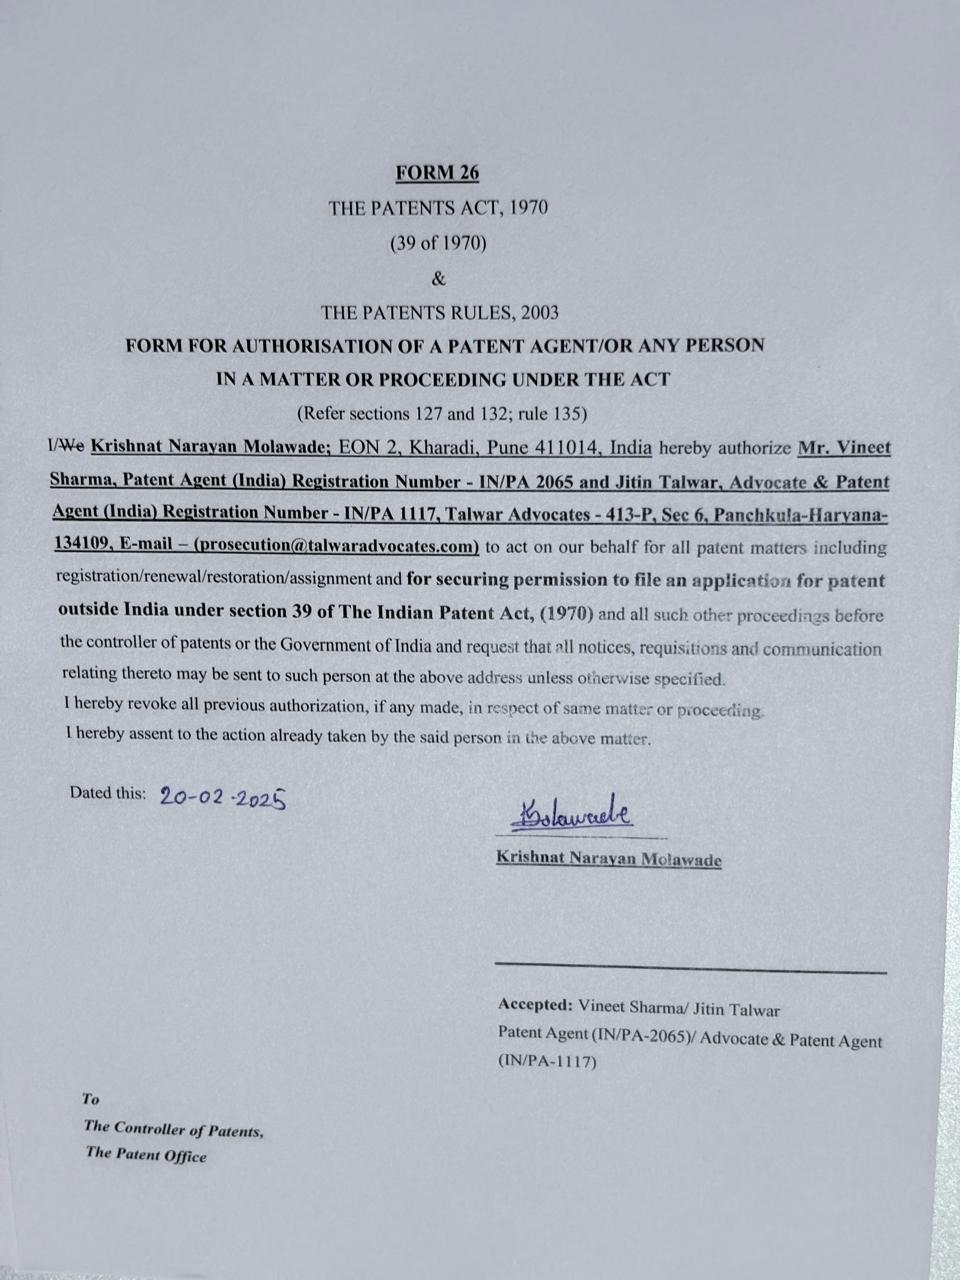 FORM 26
THE PATENTS ACT, 1970
(39 of 1970)
&
THE PATENTS RULES, 2003
FORM FOR AUTHORISATION OF A PATENT AGENT/OR ANY PERSON
IN A MATTER OR PROCEEDING UNDER THE ACT
(Refer sections 127 and 132; rule 135)
I/We Krishnat Narayan Molawade; EON 2, Kharadi, Pune 411014, India hereby authorize Mr. Vineet
Sharma, Patent Agent (India) Registration Number - IN/PA 2065 and Jitin Talwar, Advocate & Patent
Agent (India) Registration Number - IN/PA 1117, Talwar Advocates - 413-P, Sec 6, Panchkula-Haryana-
134109, E-mail – (prosecution@talwaradvocates.com) to act on our behalf for all patent matters including
registration/renewal/restoration/assignment and for securing permission to file an application for patent
outside India under section 39 of The Indian Patent Act, (1970) and all such other proceedings before
the controller of patents or the Government of India and request that all notices, requisitions and communication
relating thereto may be sent to such person at the above address unless otherwise specified.
I hereby revoke all previous authorization, if any made, in respect of same matter or proceeding.
I hereby assent to the action already taken by the said person in the above matter.
Dated this: 20-02-2025
Krishnat Narayan Molawade
Accepted: Vineet Sharma/ Jitin Talwar
Patent Agent (IN/PA-2065)/ Advocate & Patent Agent
(IN/PA-1117)
To
The Controller of Patents,
The Patent Office